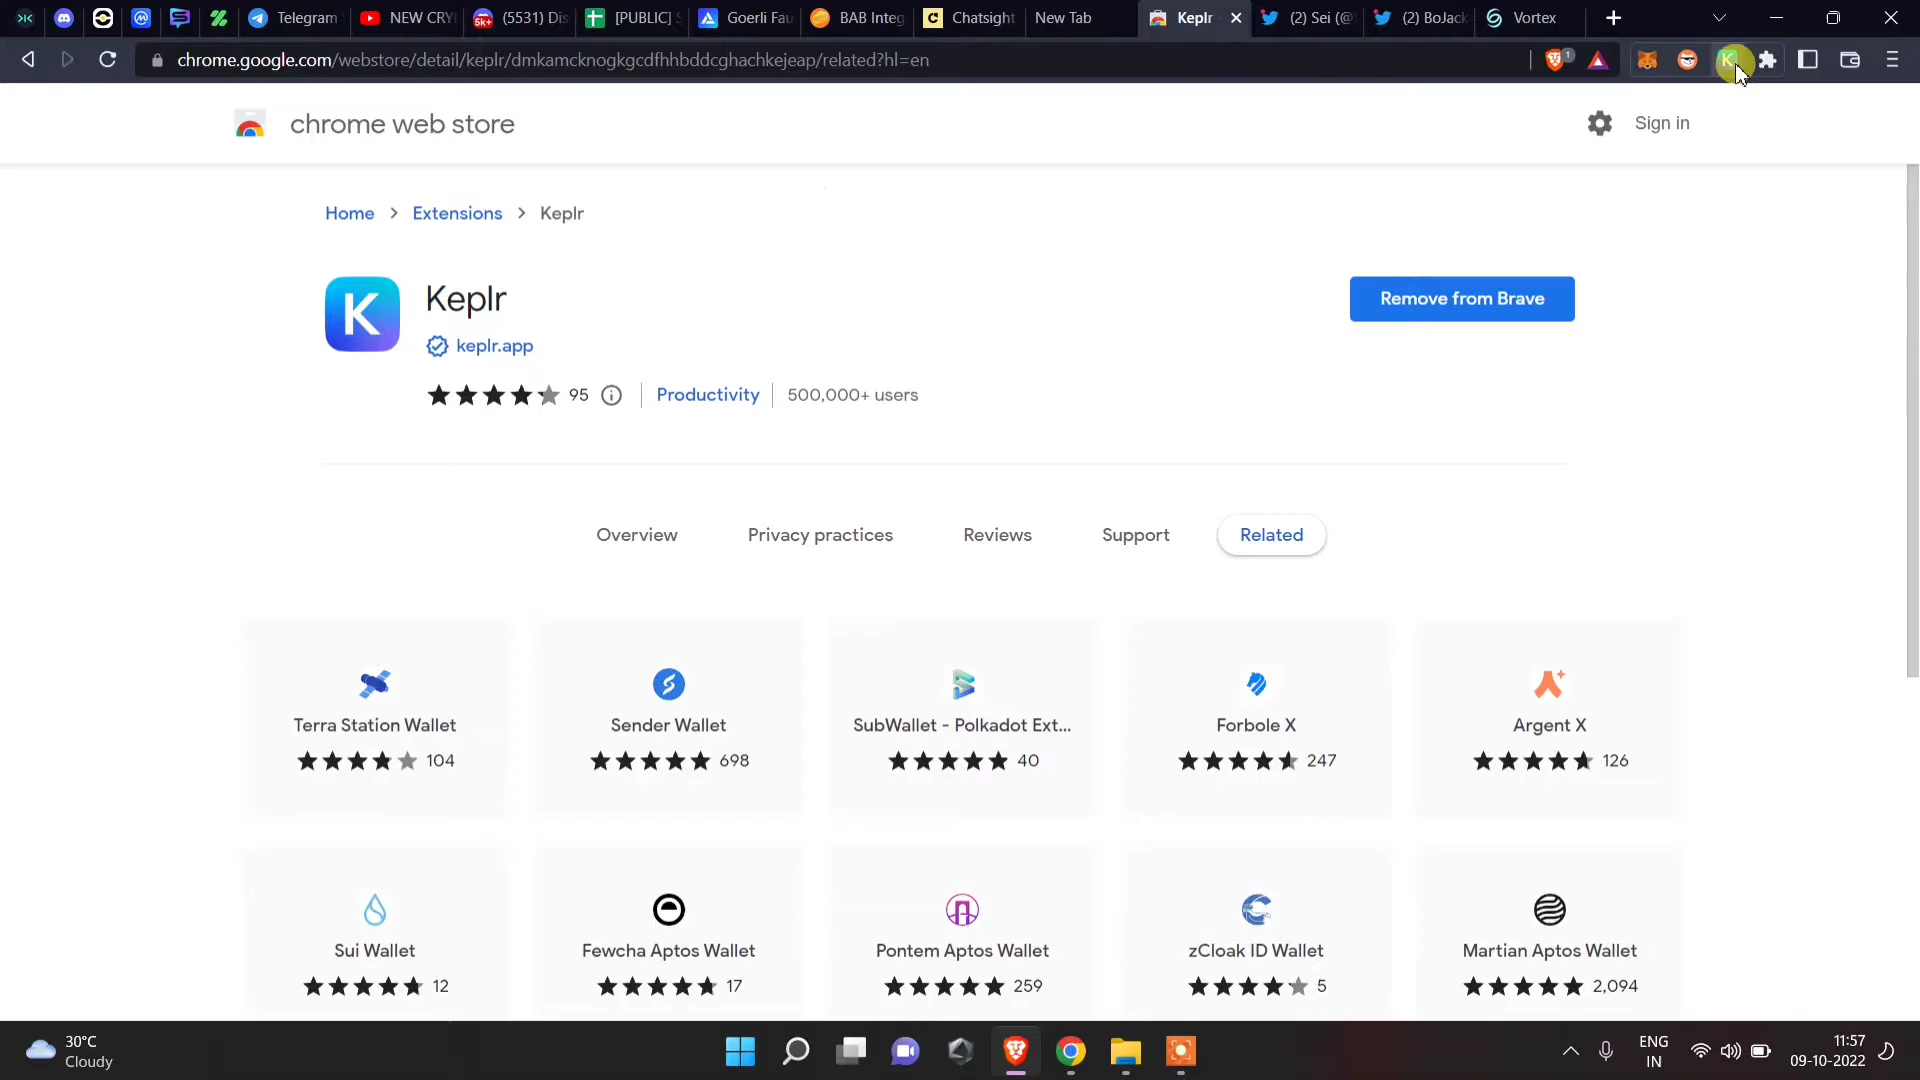 Telegram
NEW CRY
5K+
(5531) Dis
[PUBLIC] S
Goerli Fau
BAB Integ
Chatsight
New Tab
Keplr
(2) Sei (@
(2) BoJack
Vortex
chrome.google.com/webstore/detail/keplr/dmkamcknogkgcdfhhbddcghachkejeap/related?hl=en
1
chrome web store
Sign in
Home > Extensions > Keplr
K
Keplr
Remove from Brave
keplr.app
95
Productivity
500,000+ users
Overview
Privacy practices
Reviews
Support
Related
Terra Station Wallet
104
Sender Wallet
698
SubWallet - Polkadot Ext...
40
Forbole X
247
Argent X
126
Sui Wallet
12
Fewcha Aptos Wallet
17
Pontem Aptos Wallet
259
zCloak ID Wallet
5
Martian Aptos Wallet
2,094
30°C
Cloudy
ENG
IN
11:57
09-10-2022